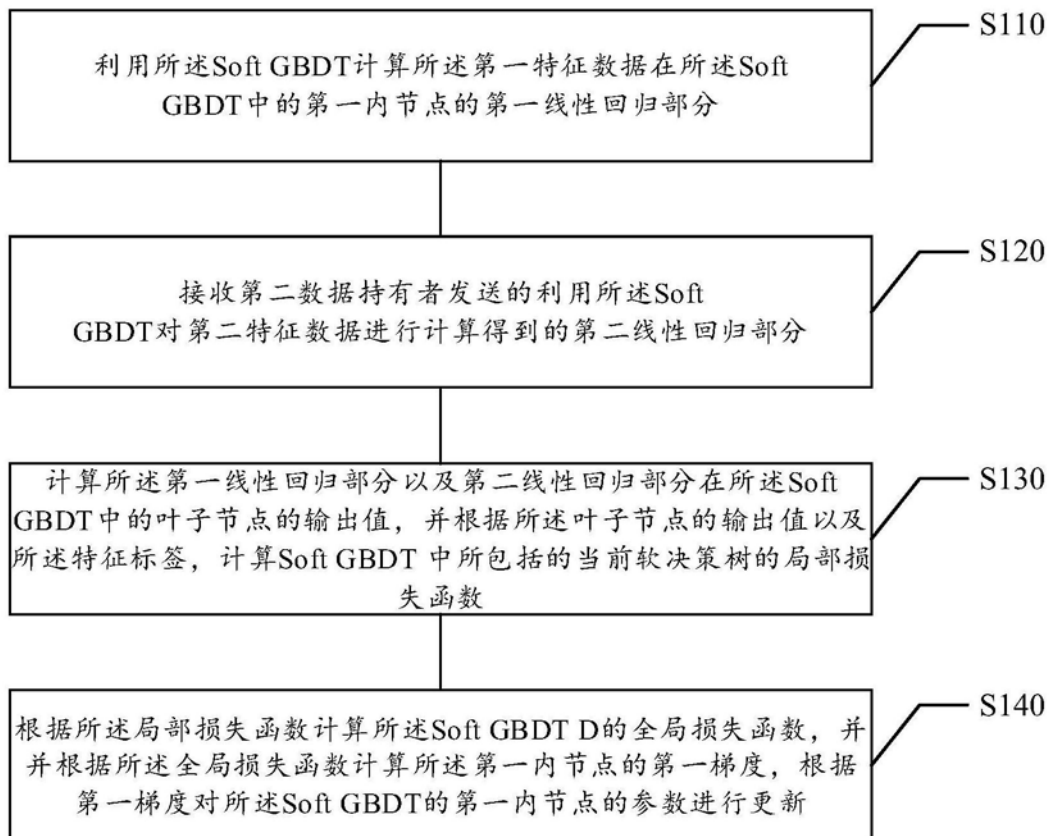 利用所述Soft GBDT计算所述第一特征数据在所述Soft
GBDT中的第一内节点的第一线性回归部分
S110
接收第二数据持有者发送的利用所述Soft
GBDT对第二特征数据进行计算得到的第二线性回归部分
S120
计算所述第一线性回归部分以及第二线性回归部分在所述Soft
GBDT中的叶子节点的输出值，并根据所述叶子节点的输出值以及
所述特征标签，计算Soft GBDT 中所包括的当前软决策树的局部损
失函数
S130
根据所述局部损失函数计算所述Soft GBDT D的全局损失函数，并
并根据所述全局损失函数计算所述第一内节点的第一梯度，根据
第一梯度对所述Soft GBDT的第一内节点的参数进行更新
S140